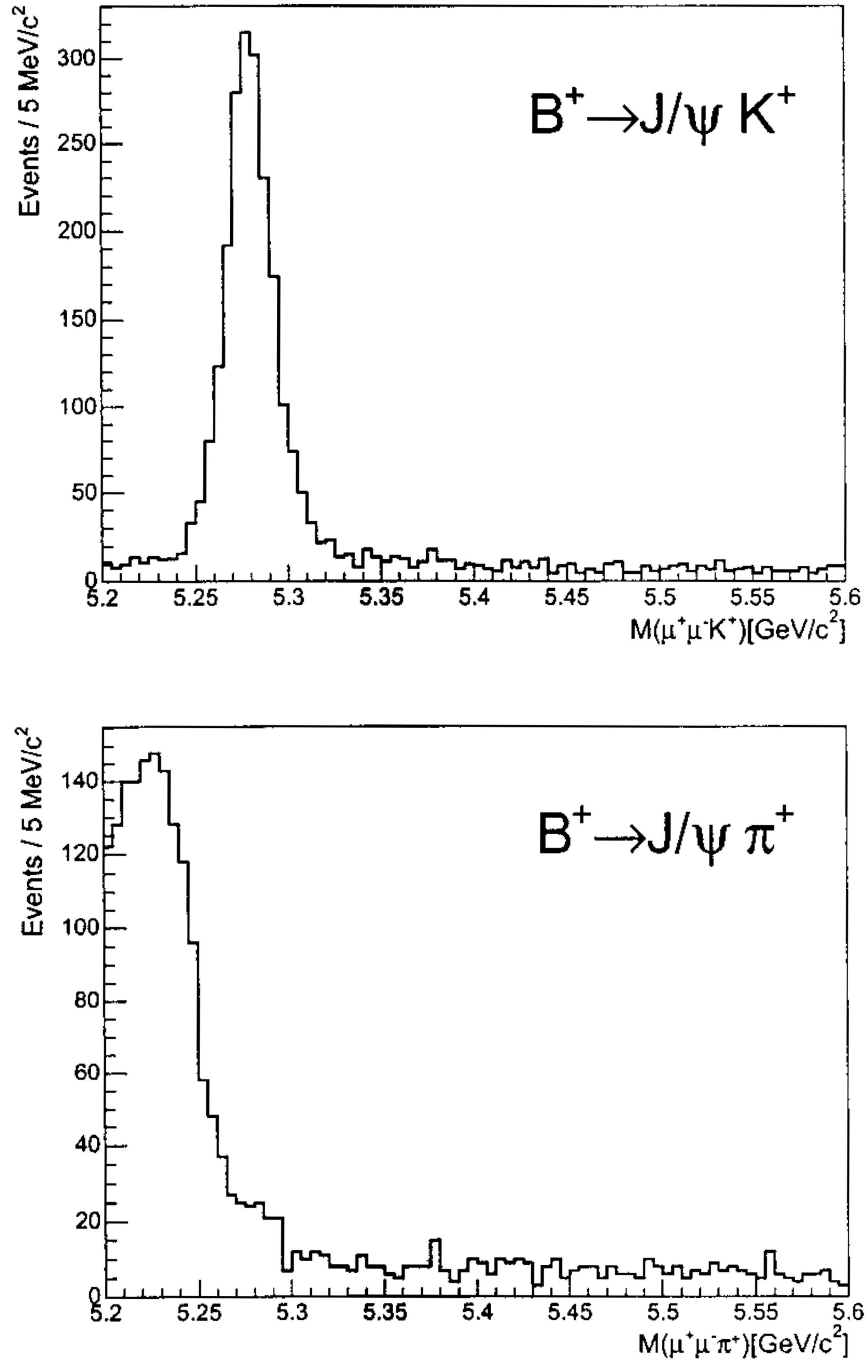 Events / 5 MeV/c²
300
250
200
150
100
50
0
B⁺→J/ψ K⁺
5.2 5.25 5.3 5.35 5.4 5.45 5.5 5.55 5.6
M(μ⁺μ⁻K⁺)[GeV/c²]
Events / 5 MeV/c²
140
120
100
80
60
40
20
0
B⁺→J/ψ π⁺
5.2 5.25 5.3 5.35 5.4 5.45 5.5 5.55 5.6
M(μ⁺μ⁻π⁺)[GeV/c²]